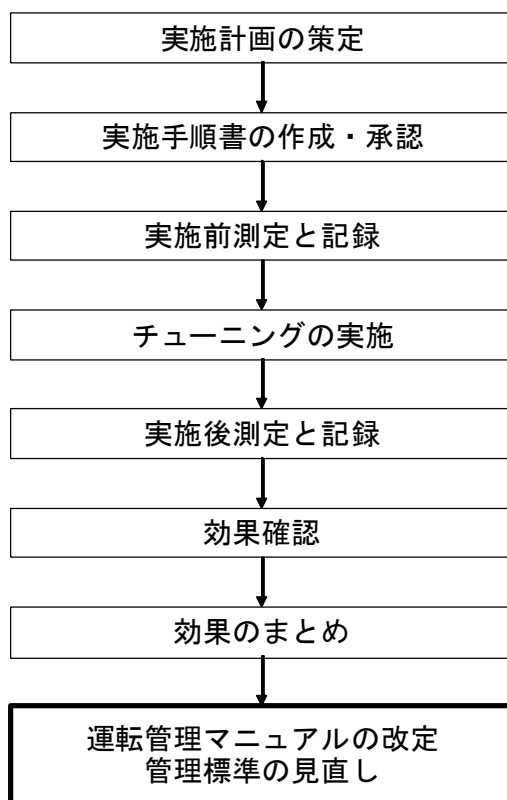 実施計画の策定
実施手順書の作成・承認
実施前測定と記録
チューニングの実施
実施後測定と記録
効果確認
効果のまとめ
運転管理マニュアルの改定
管理標準の見直し